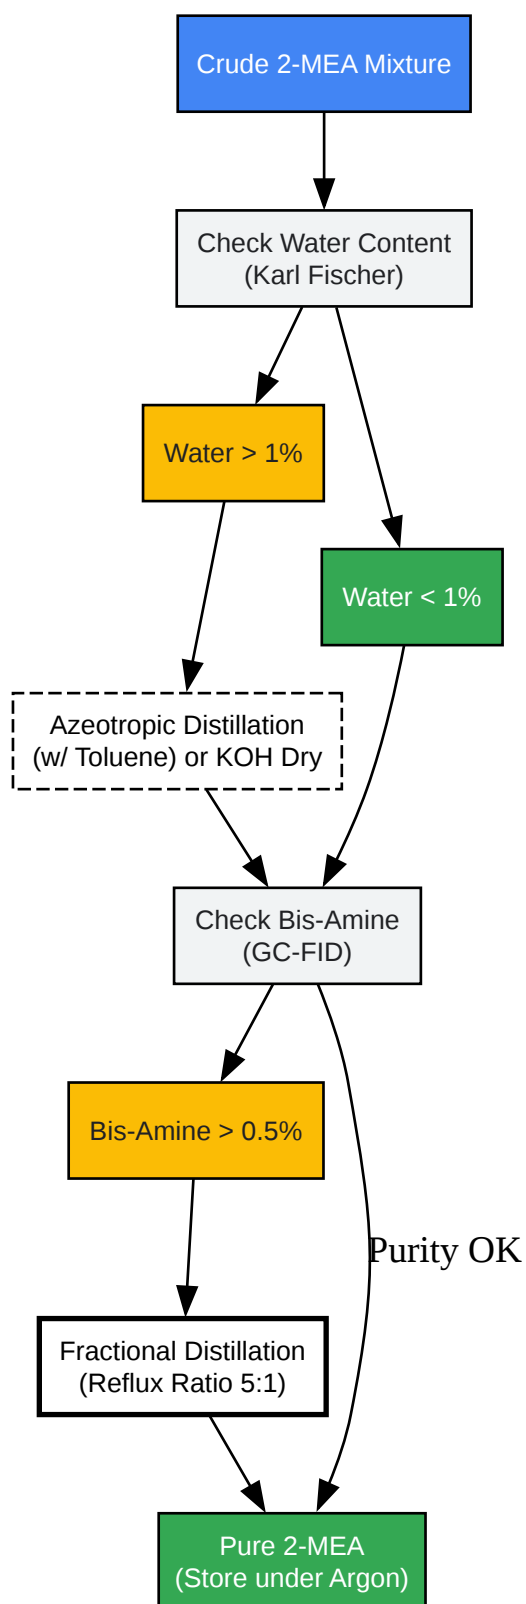 Crude 2-MEA Mixture
Check Water Content
(Karl Fischer)
Water > 1%
Water < 1%
Azeotropic Distillation
(w/ Toluene) or KOH Dry
Check Bis-Amine
(GC-FID)
Bis-Amine > 0.5%
Purity OK
Fractional Distillation
(Reflux Ratio 5:1)
Pure 2-MEA
(Store under Argon)